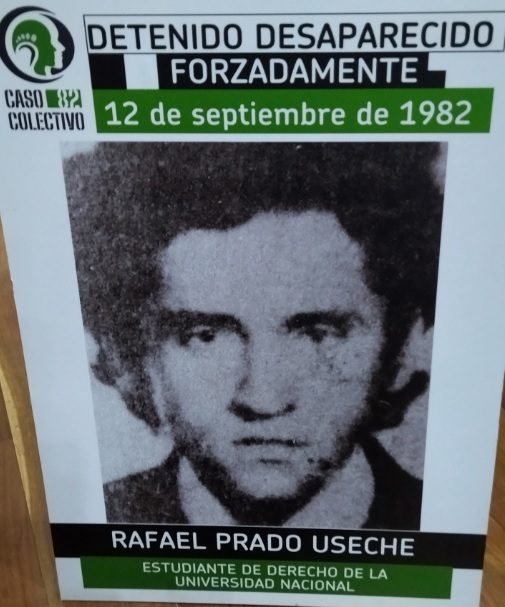 DETENIDO DESAPARECIDO
FORZADAMENTE
CASO 82
COLECTIVO
12 de septiembre de 1982
RAFAEL PRADO USECHE
ESTUDIANTE DE DERECHO DE LA
UNIVERSIDAD NACIONAL